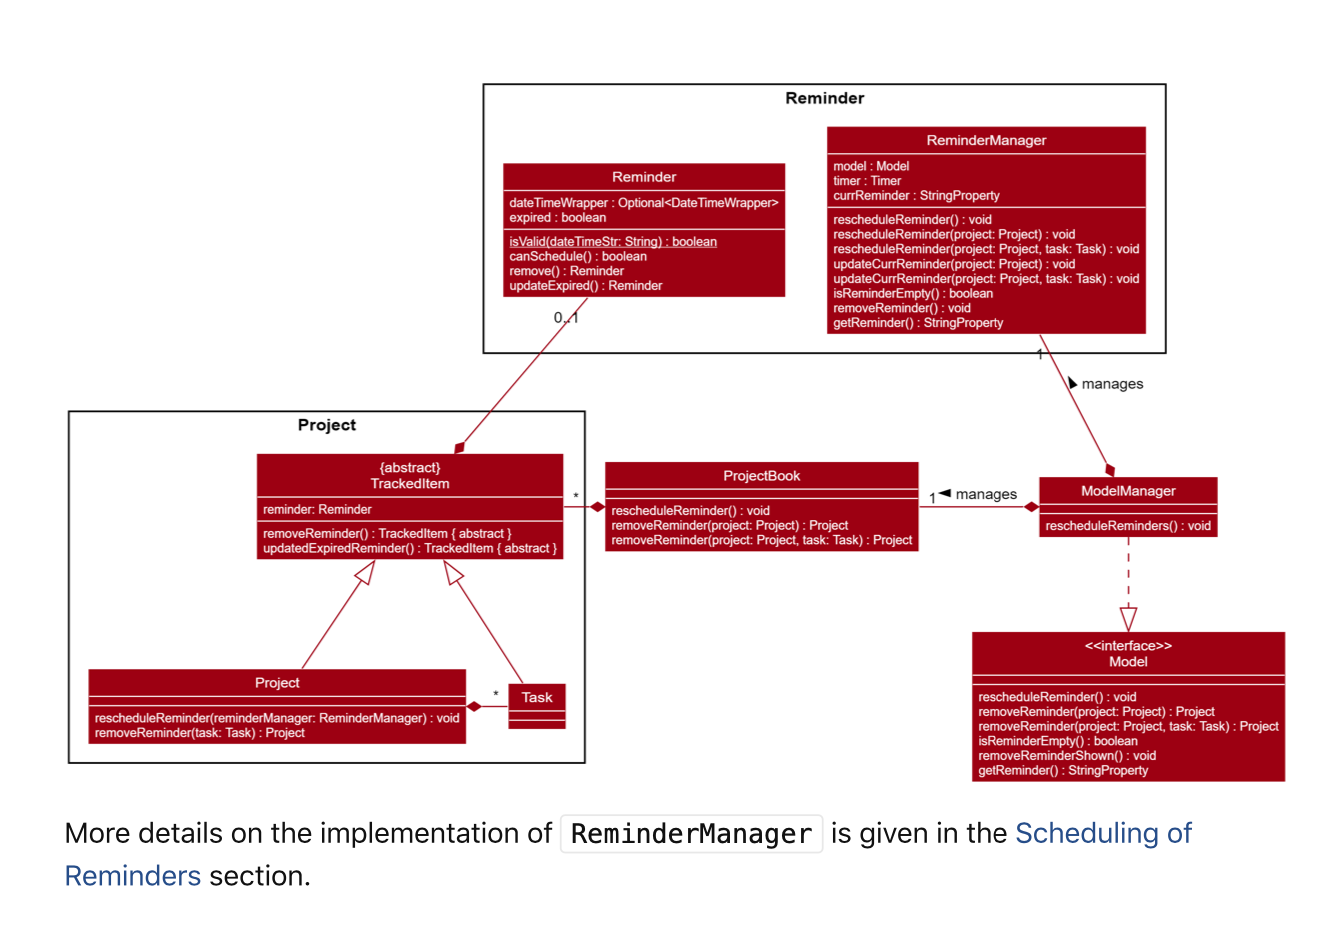 Reminder
ReminderManager
model : Model
timer : Timer
currReminder : StringProperty
rescheduleReminder() : void
rescheduleReminder(project: Project) : void
rescheduleReminder(project: Project, task: Task) : void
updateCurrReminder(project: Project) : void
updateCurrReminder(project: Project, task: Task) : void
isReminderEmpty() : boolean
removeReminder() : void
getReminder() : StringProperty
Reminder
dateTimeWrapper : Optional<DateTimeWrapper>
expired : boolean
isValid(dateTimeStr: String) : boolean
canSchedule() : boolean
remove() : Reminder
updateExpired() : Reminder
0..1
1
manages
Project
{abstract}
TrackedItem
reminder: Reminder
removeReminder() : TrackedItem { abstract }
updatedExpiredReminder() : TrackedItem { abstract }
*
ProjectBook
rescheduleReminder() : void
removeReminder(project: Project) : Project
removeReminder(project: Project, task: Task) : Project
1
manages
ModelManager
rescheduleReminders() : void
Project
rescheduleReminder(reminderManager: ReminderManager) : void
removeReminder(task: Task) : Project
*
Task
<<interface>>
Model
rescheduleReminder() : void
removeReminder(project: Project) : Project
removeReminder(project: Project, task: Task) : Project
isReminderEmpty() : boolean
removeReminderShown() : void
getReminder() : StringProperty
More details on the implementation of ReminderManager is given in the Scheduling of
Reminders section.